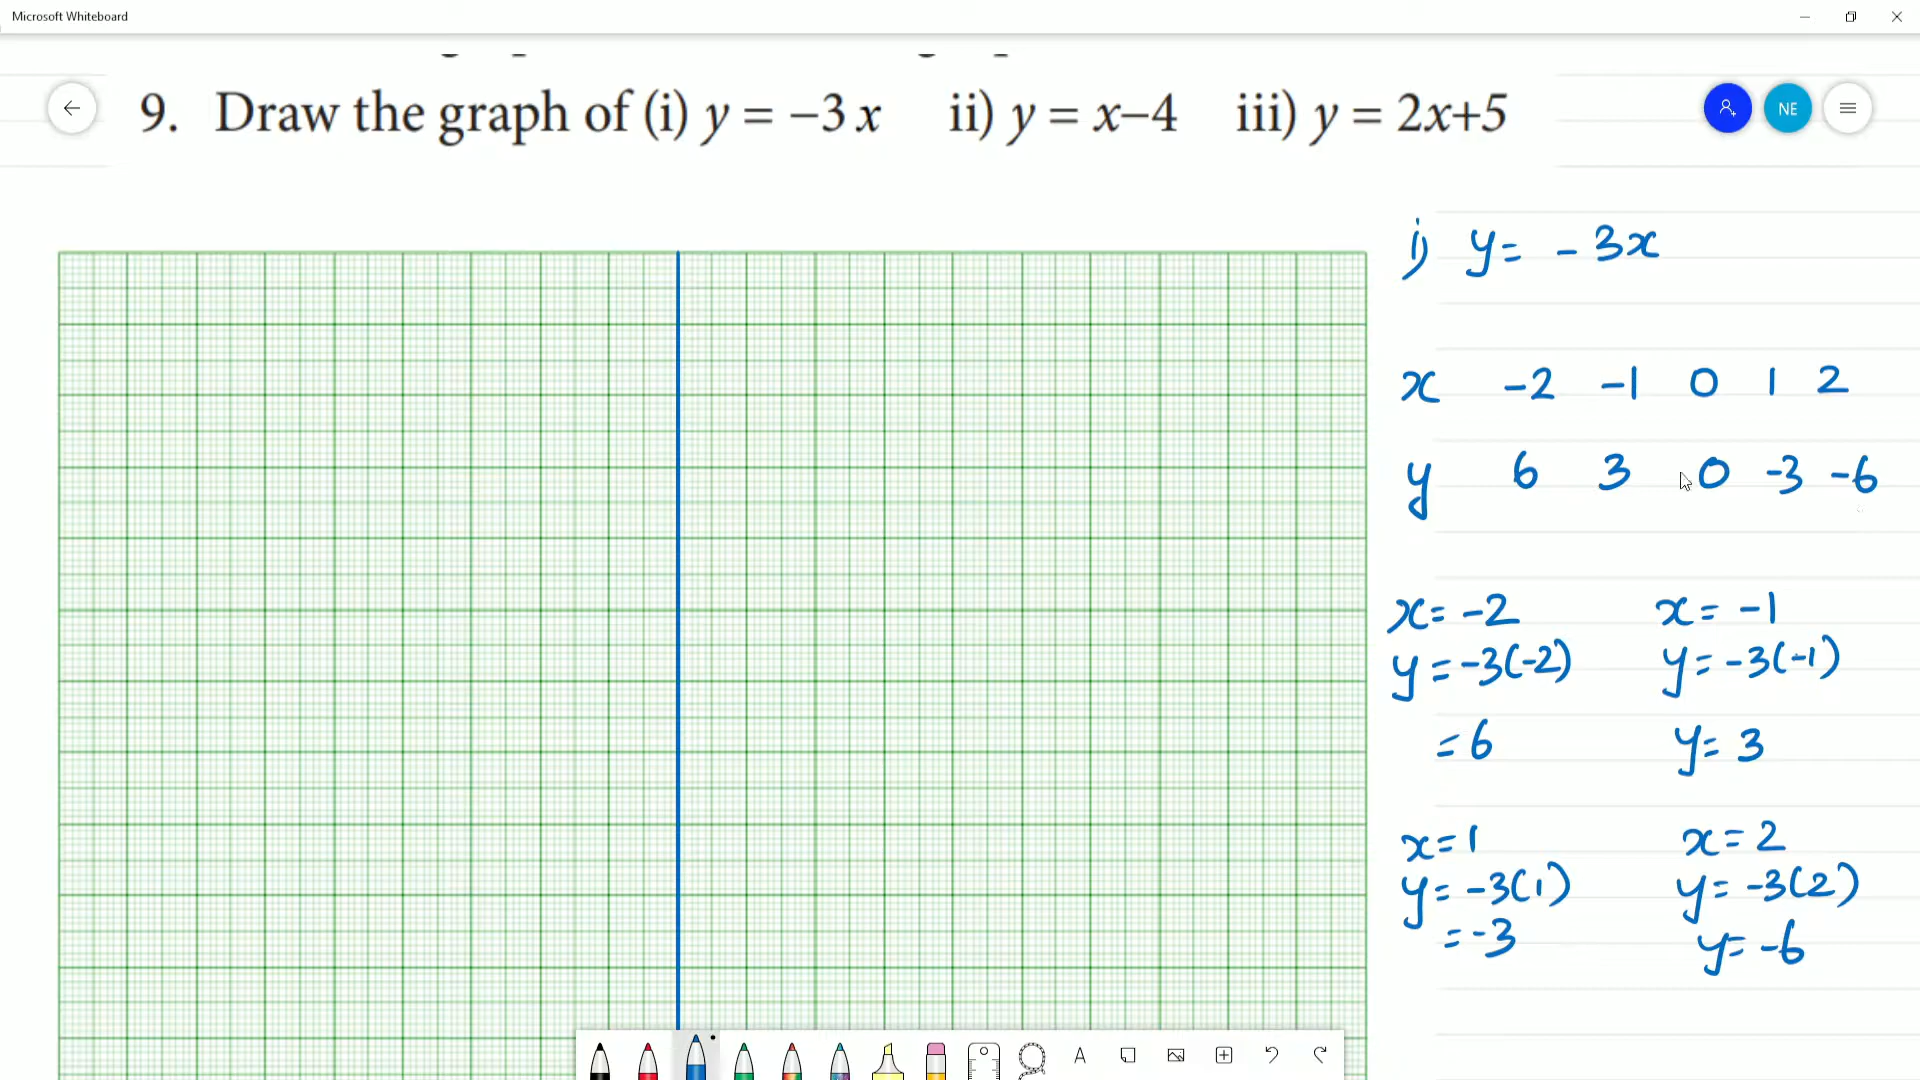 Microsoft Whiteboard
9. Draw the graph of (i) y = −3 x ii) y = x−4 iii) y = 2x+5
NE
i) y = - 3x
x -2 -1 0 1 2
y 6 3 0 -3 -6
x = -2 x = -1
y = -3(-2) y = -3(-1)
= 6 y = 3
x = 1 x = 2
y = -3(1) y = -3(2)
= -3 y = -6
A